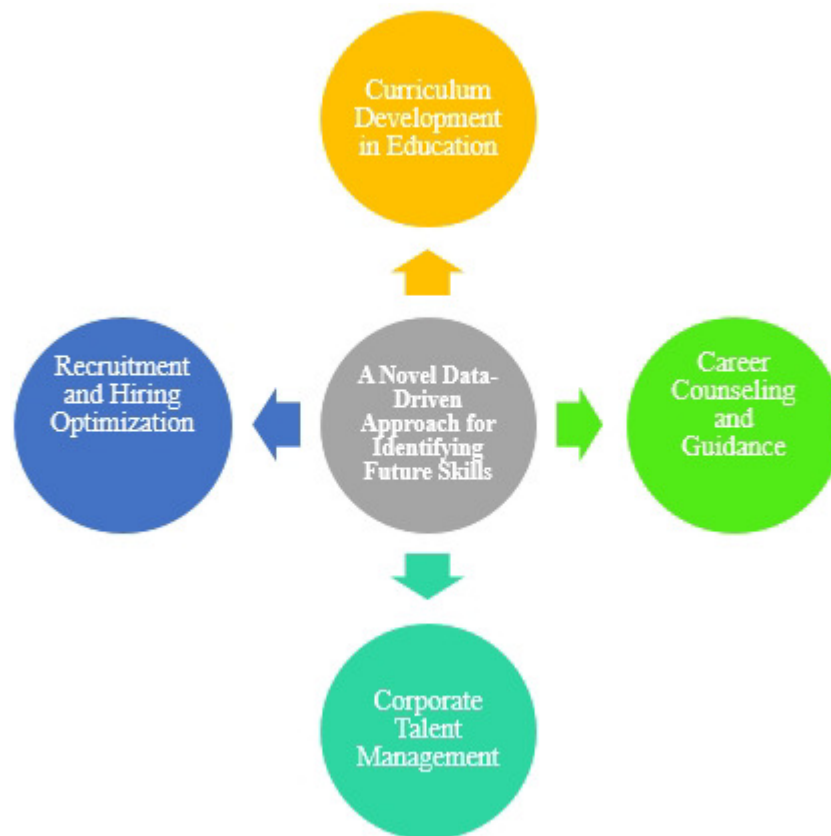 Curriculum
Development
in Education
Recruitment
and Hiring
Optimization
A Novel Data-
Driven
Approach for
Identifying
Future Skills
Career
Counseling
and
Guidance
Corporate
Talent
Management